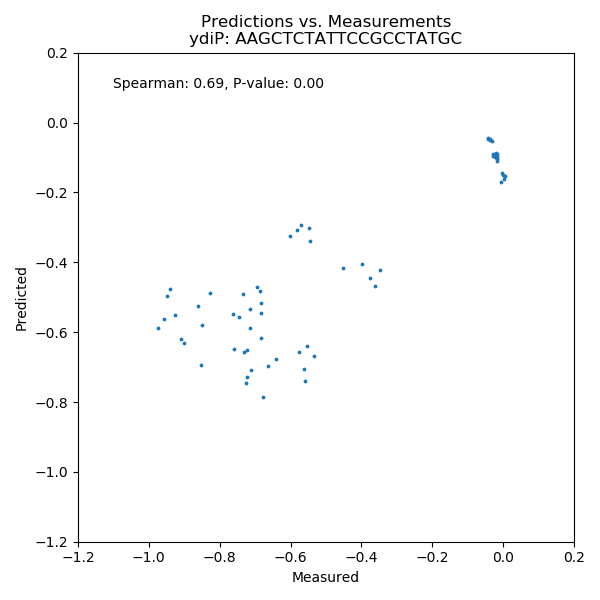 Predictions vs. Measurements
ydiP: AAGCTCTATTCCGCCTATGC
0.2
Spearman: 0.69, P-value: 0.00
0.0
−0.2
−0.4
Predicted
−0.6
−0.8
−1.0
−1.2
−1.2 −1.0 −0.8 −0.6 −0.4 −0.2 0.0 0.2
Measured